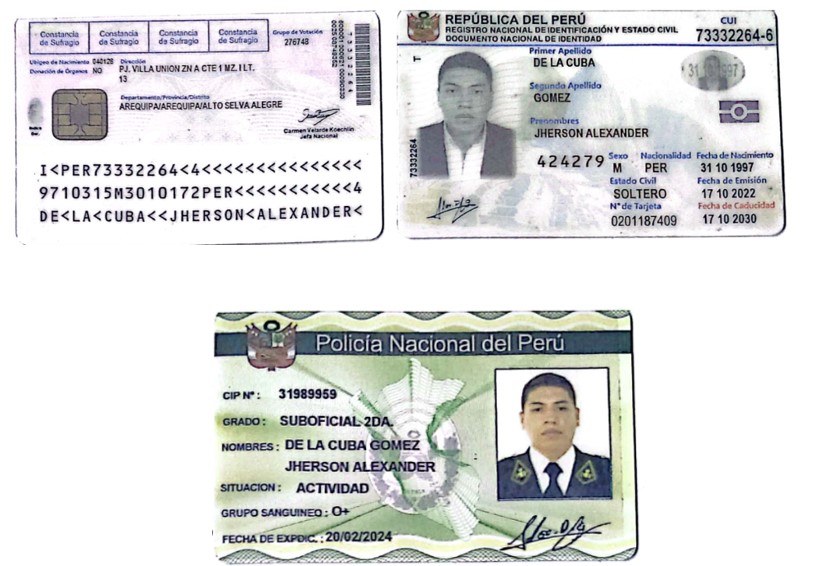 Constancia de Sufragio
Constancia de Sufragio
Constancia de Sufragio
Constancia de Sufragio
Grupo de Votación
276748
Ubigeo de Nacimiento 040129
Donación de Órganos NO
Dirección
PJ. VILLA UNION ZN A CTE 1 MZ. I LT.
13
Departamento/Provincia/Distrito
AREQUIPA/AREQUIPA/ALTO SELVA ALEGRE
Carmen Velarde Koechlin
Jefa Nacional
I<PER73332264<4<<<<<<<<<<<<<<<
9710315M3010172PER<<<<<<<<<<<4
DE<LA<CUBA<<JHERSON<ALEXANDER<
REPÚBLICA DEL PERÚ
REGISTRO NACIONAL DE IDENTIFICACIÓN Y ESTADO CIVIL
DOCUMENTO NACIONAL DE IDENTIDAD
CUI
73332264-6
T
Primer Apellido
DE LA CUBA
Segundo Apellido
GOMEZ
Prenombres
JHERSON ALEXANDER
31 10 1997
73332264
424279
Sexo Nacionalidad Fecha de Nacimiento
M PER 31 10 1997
Estado Civil Fecha de Emisión
SOLTERO 17 10 2022
N° de Tarjeta Fecha de Caducidad
0201187409 17 10 2030
Policía Nacional del Perú
CIP N° : 31989959
GRADO : SUBOFICIAL 2DA.
NOMBRES : DE LA CUBA GOMEZ
JHERSON ALEXANDER
SITUACION : ACTIVIDAD
GRUPO SANGUINEO : O+
FECHA DE EXPDIC. : 20/02/2024